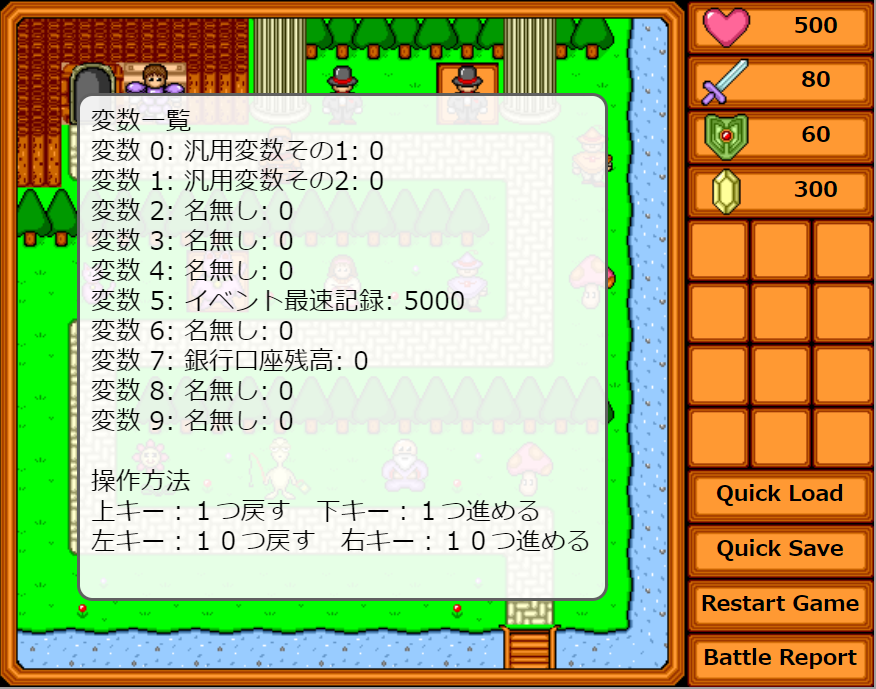 変数一覧
変数 0: 汎用変数その1: 0
変数 1: 汎用変数その2: 0
変数 2: 名無し: 0
変数 3: 名無し: 0
変数 4: 名無し: 0
変数 5: イベント最速記録: 5000
変数 6: 名無し: 0
変数 7: 銀行口座残高: 0
変数 8: 名無し: 0
変数 9: 名無し: 0
操作方法
上キー：１つ戻す　下キー：１つ進める
左キー：１０つ戻す　右キー：１０つ進める
500
80
60
300
Quick Load
Quick Save
Restart Game
Battle Report